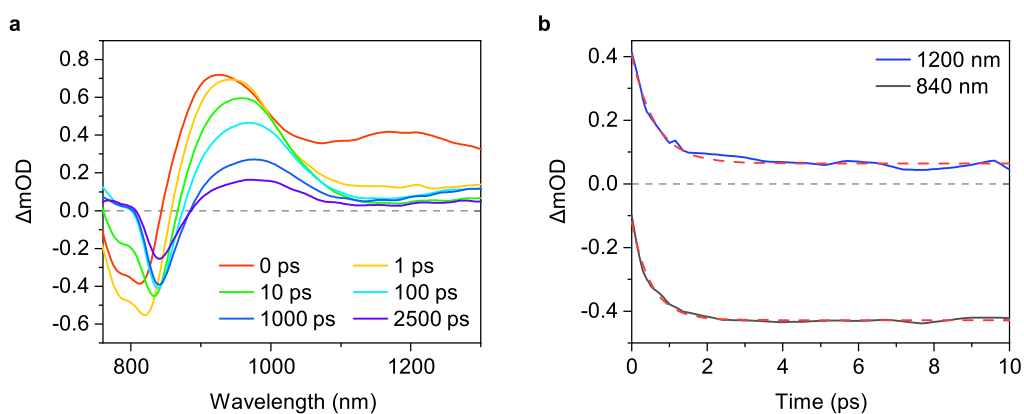 a
ΔmOD
0.8
0.6
0.4
0.2
0.0
-0.2
-0.4
-0.6
0 ps
1 ps
10 ps
100 ps
1000 ps
2500 ps
800
1000
1200
Wavelength (nm)
b
ΔmOD
0.4
0.2
0.0
-0.2
-0.4
1200 nm
840 nm
0
2
4
6
8
10
Time (ps)